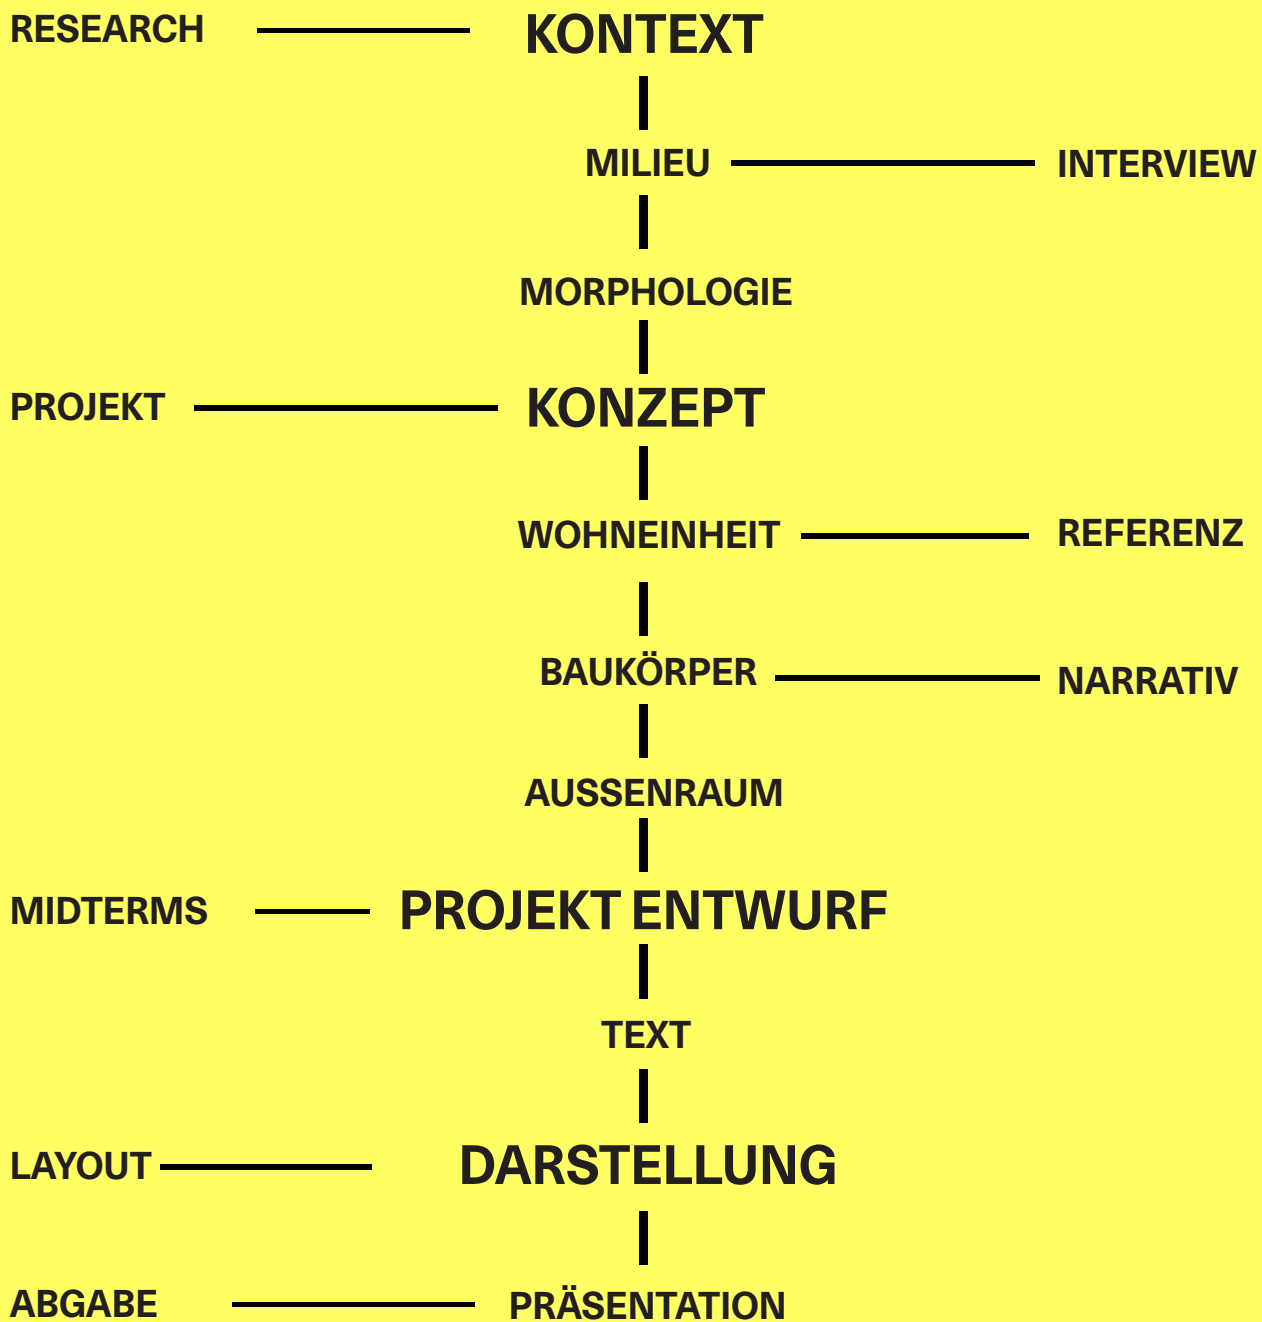 RESEARCH KONTEXT
MILIEU INTERVIEW
MORPHOLOGIE
PROJEKT KONZEPT
WOHNEINHEIT REFERENZ
BAUKÖRPER NARRATIV
AUSSENRAUM
MIDTERMS PROJEKT ENTWURF
TEXT
LAYOUT DARSTELLUNG
ABGABE PRÄSENTATION